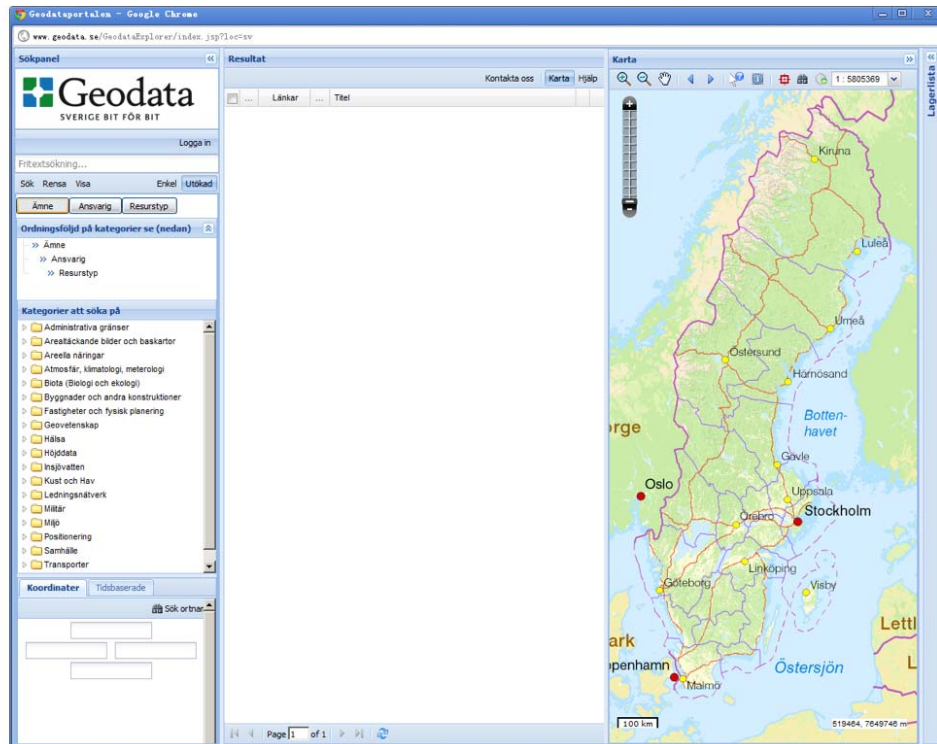 Geodataportalen - Google Chrome
www.geodata.se/GeodataExplorer/index.jsp?loc=sv
Sökpanel
Geodata
SVERIGE BIT FÖR BIT
Logga in
Fritextsökning...
Sök Rensa Visa Enkel Utökad
Ämne Ansvarig Resurstyp
Ordningsföljd på kategorier se (nedan)
Ämne
Ansvarig
Resurstyp
Kategorier att söka på
Administrativa gränser
Arealtäckande bilder och baskartor
Areella näringar
Atmosfär, klimatologi, meterologi
Biota (Biologi och ekologi)
Byggnader och andra konstruktioner
Fastigheter och fysisk planering
Geovetenskap
Hälsa
Höjddata
Insjövatten
Kust och Hav
Ledningsnätverk
Militär
Miljö
Positionering
Samhälle
Transporter
Koordinater Tidsbaserade
Sök ortnar
Resultat
Kontakta oss Karta Hjälp
... Länkar ... Titel
Page 1 of 1
Karta
1: 5805369
Lagerlista
Kiruna
Luleå
Umeå
Östersund
Härnösand
Botten-
havet
orge
Gävle
Oslo
Uppsala
Stockholm
Örebro
Linköping
Göteborg
Visby
Lettl
ark
L
openhamn
Östersjön
Malmö
100 km
519464, 7649746 m